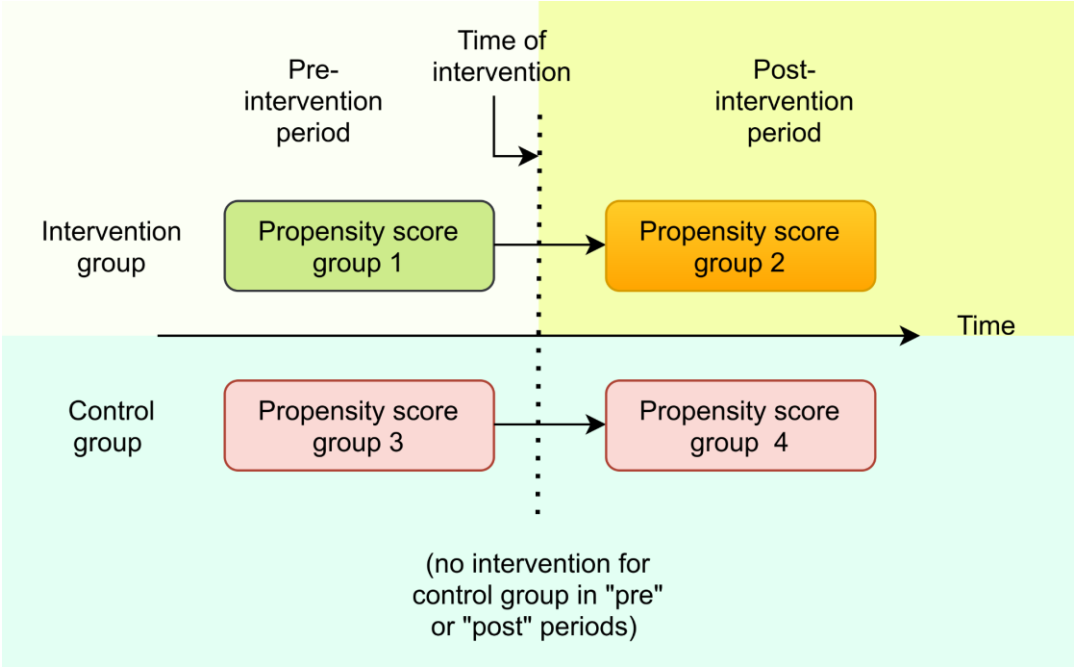 Time of
intervention
Pre-
intervention
period
Post-
intervention
period
Intervention
group
Propensity score
group 1
Propensity score
group 2
Time
Control
group
Propensity score
group 3
Propensity score
group 4
(no intervention for
control group in "pre"
or "post" periods)